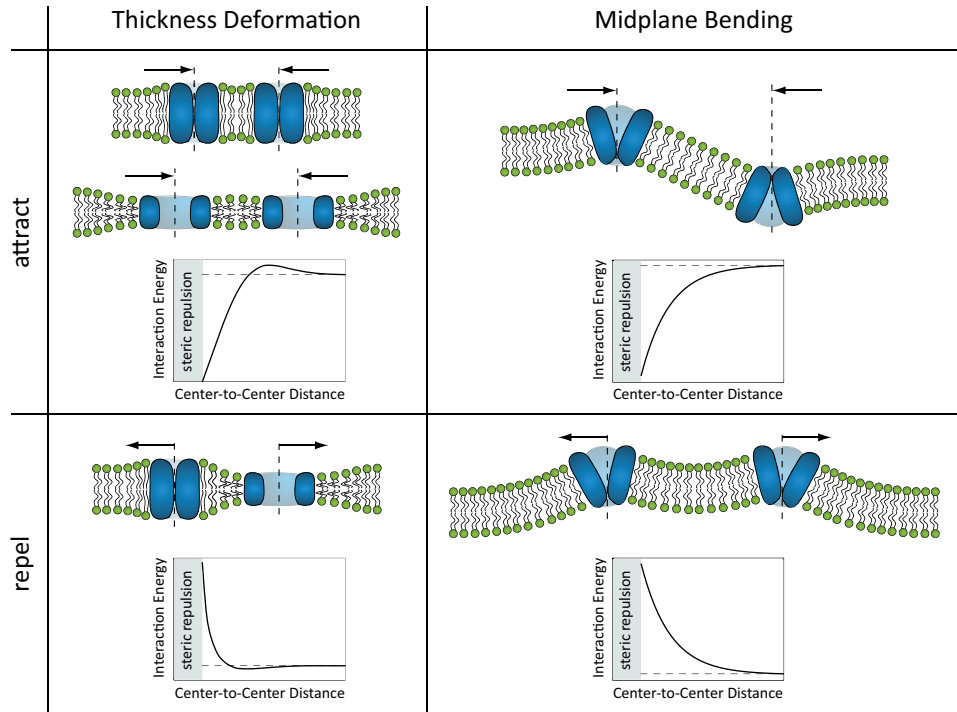 Thickness Deformation
Midplane Bending
attract
Interaction Energy
steric repulsion
Center-to-Center Distance
Interaction Energy
steric repulsion
Center-to-Center Distance
repel
Interaction Energy
steric repulsion
Center-to-Center Distance
Interaction Energy
steric repulsion
Center-to-Center Distance